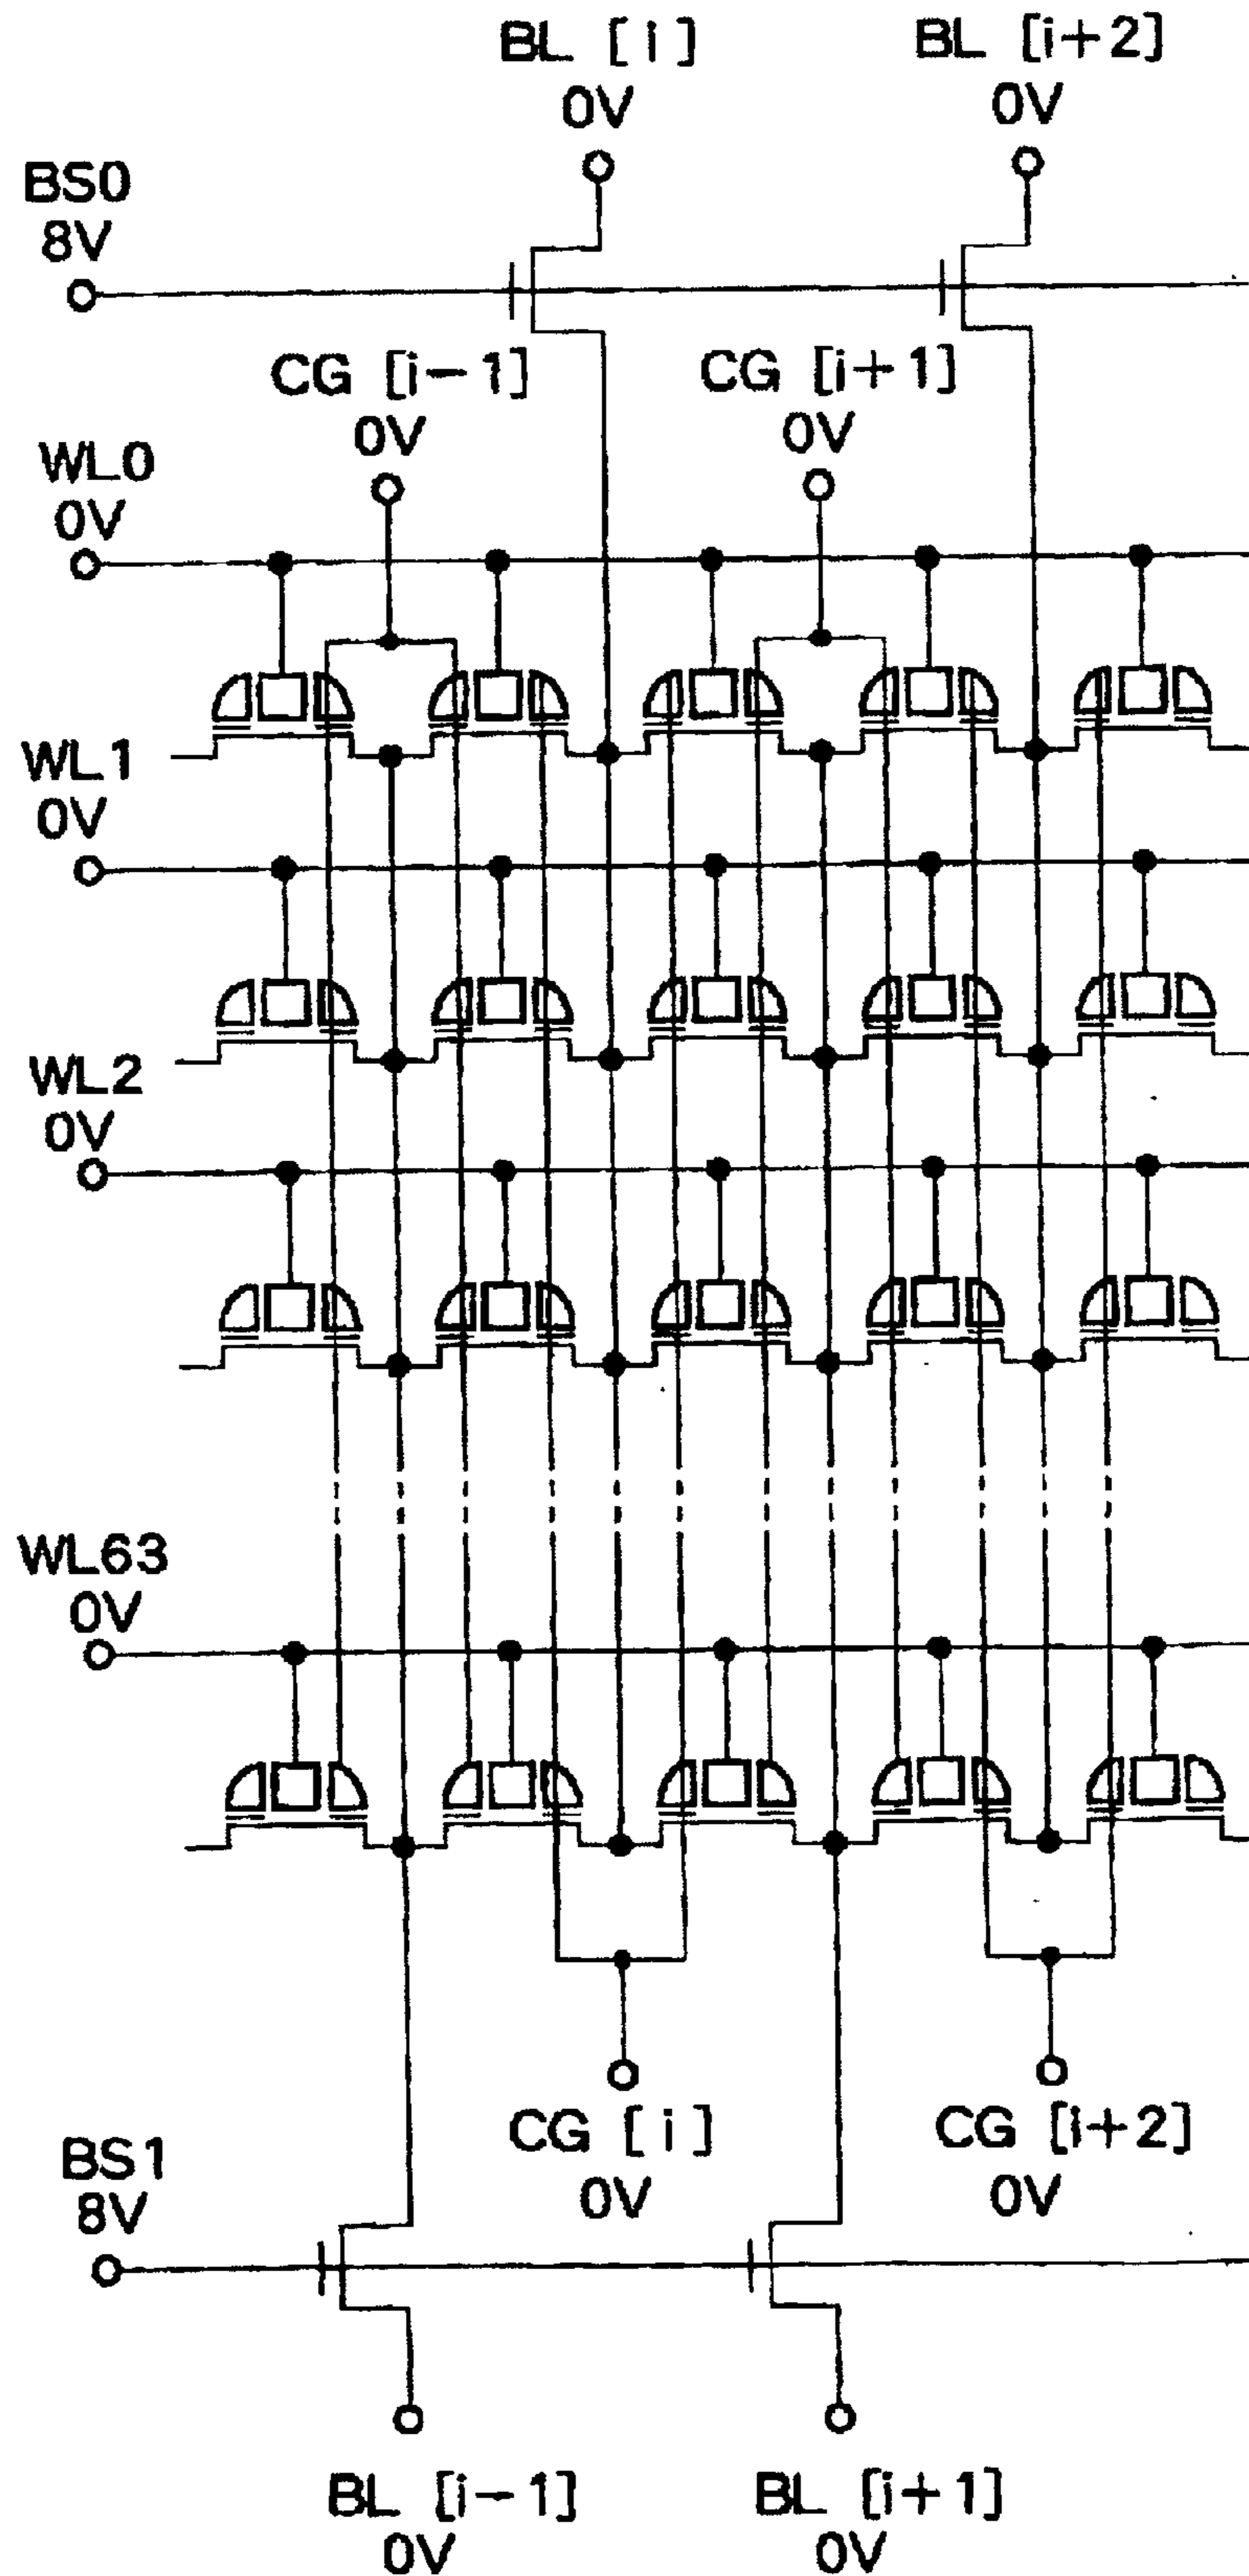 BL [i]
0V
BL [i+2]
0V
BS0
8V
CG [i-1]
0V
CG [i+1]
0V
WL0
0V
WL1
0V
WL2
0V
WL63
0V
CG [i]
0V
CG [i+2]
0V
BS1
8V
BL [i-1]
0V
BL [i+1]
0V